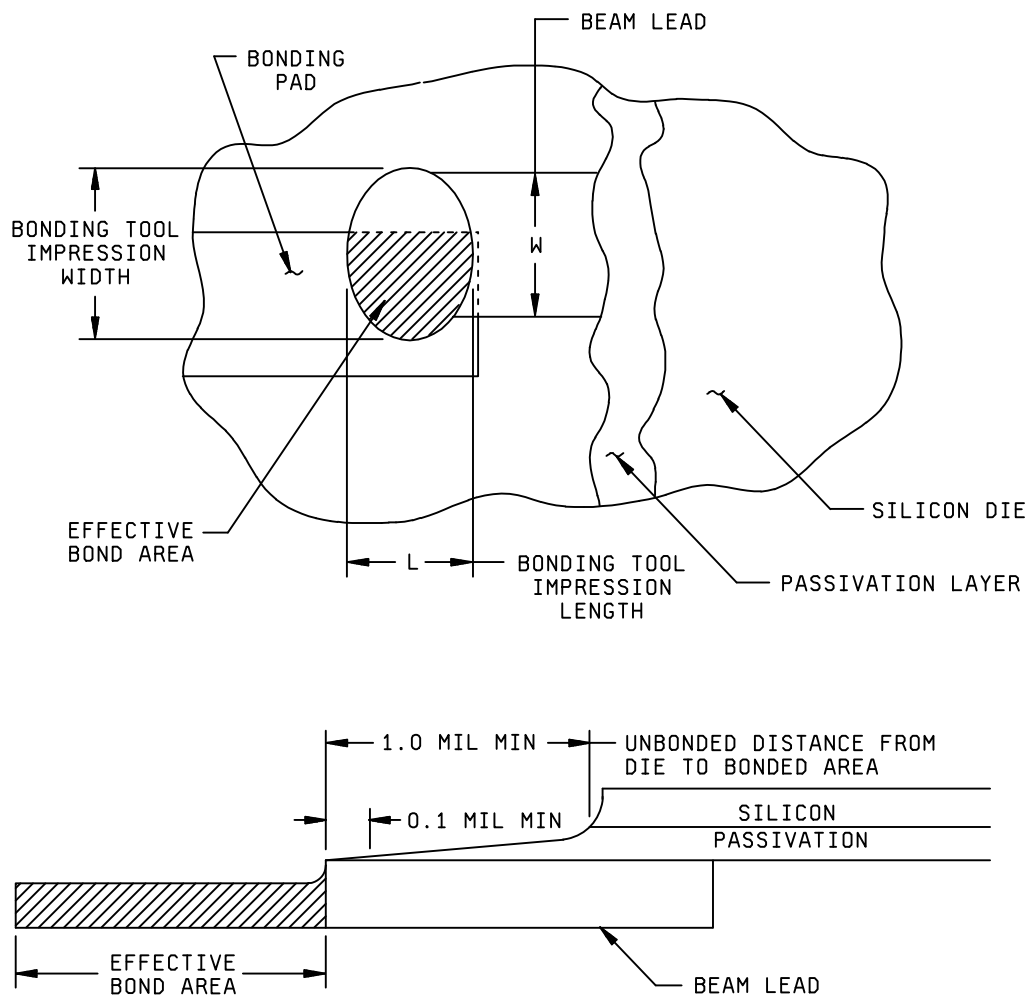 BEAM LEAD
BONDING
PAD
BONDING TOOL
IMPRESSION
WIDTH
W
EFFECTIVE
BOND AREA
L
BONDING TOOL
IMPRESSION
LENGTH
SILICON DIE
PASSIVATION LAYER
1.0 MIL MIN
UNBONDED DISTANCE FROM
DIE TO BONDED AREA
0.1 MIL MIN
SILICON
PASSIVATION
EFFECTIVE
BOND AREA
BEAM LEAD